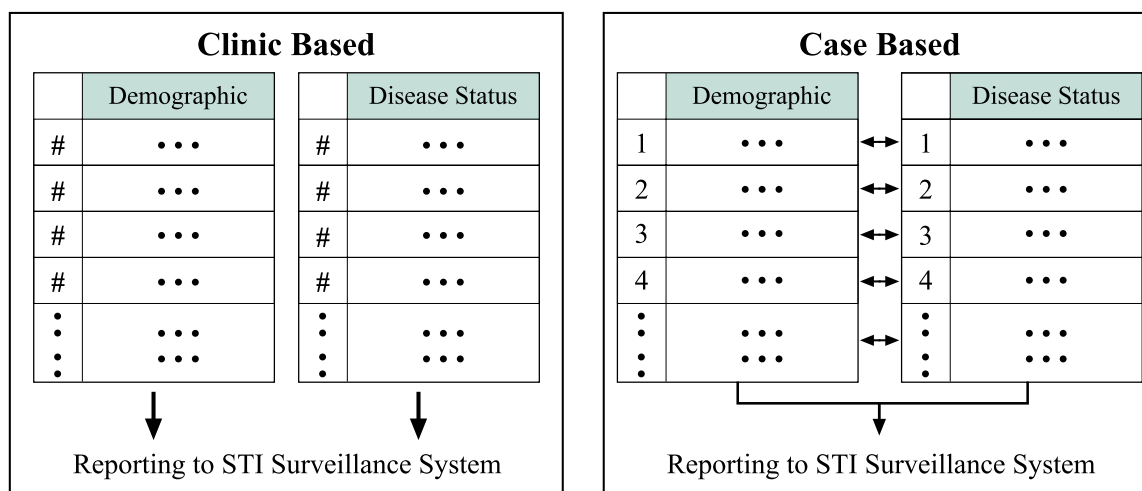 Clinic Based
Demographic
Disease Status
# ••• # •••
# ••• # •••
# ••• # •••
# ••• # •••
Reporting to STI Surveillance System
Case Based
Demographic
Disease Status
1 ••• 1 •••
2 ••• 2 •••
3 ••• 3 •••
4 ••• 4 •••
Reporting to STI Surveillance System